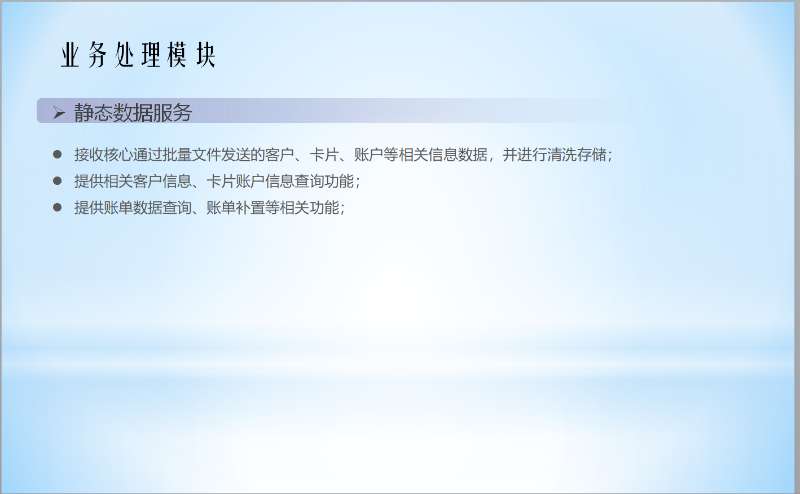 业务处理模块
静态数据服务
接收核心通过批量文件发送的客户、卡片、账户等相关信息数据，并进行清洗存储；
提供相关客户信息、卡片账户信息查询功能；
提供账单数据查询、账单补置等相关功能；